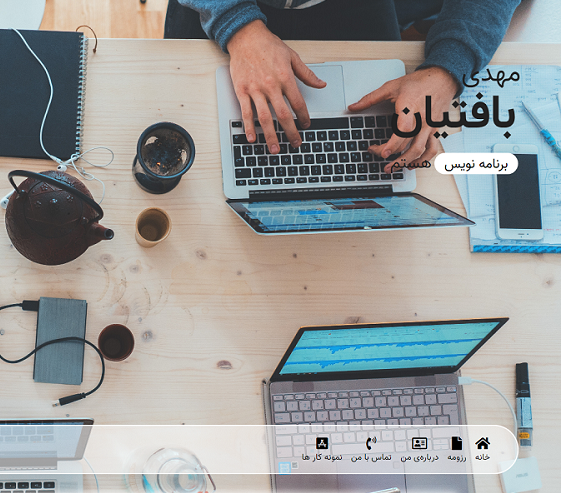 مهدی
بافتیان
برنامه نویس هستم
خانه رزومه درباره‌ی من تماس با من نمونه کار ها